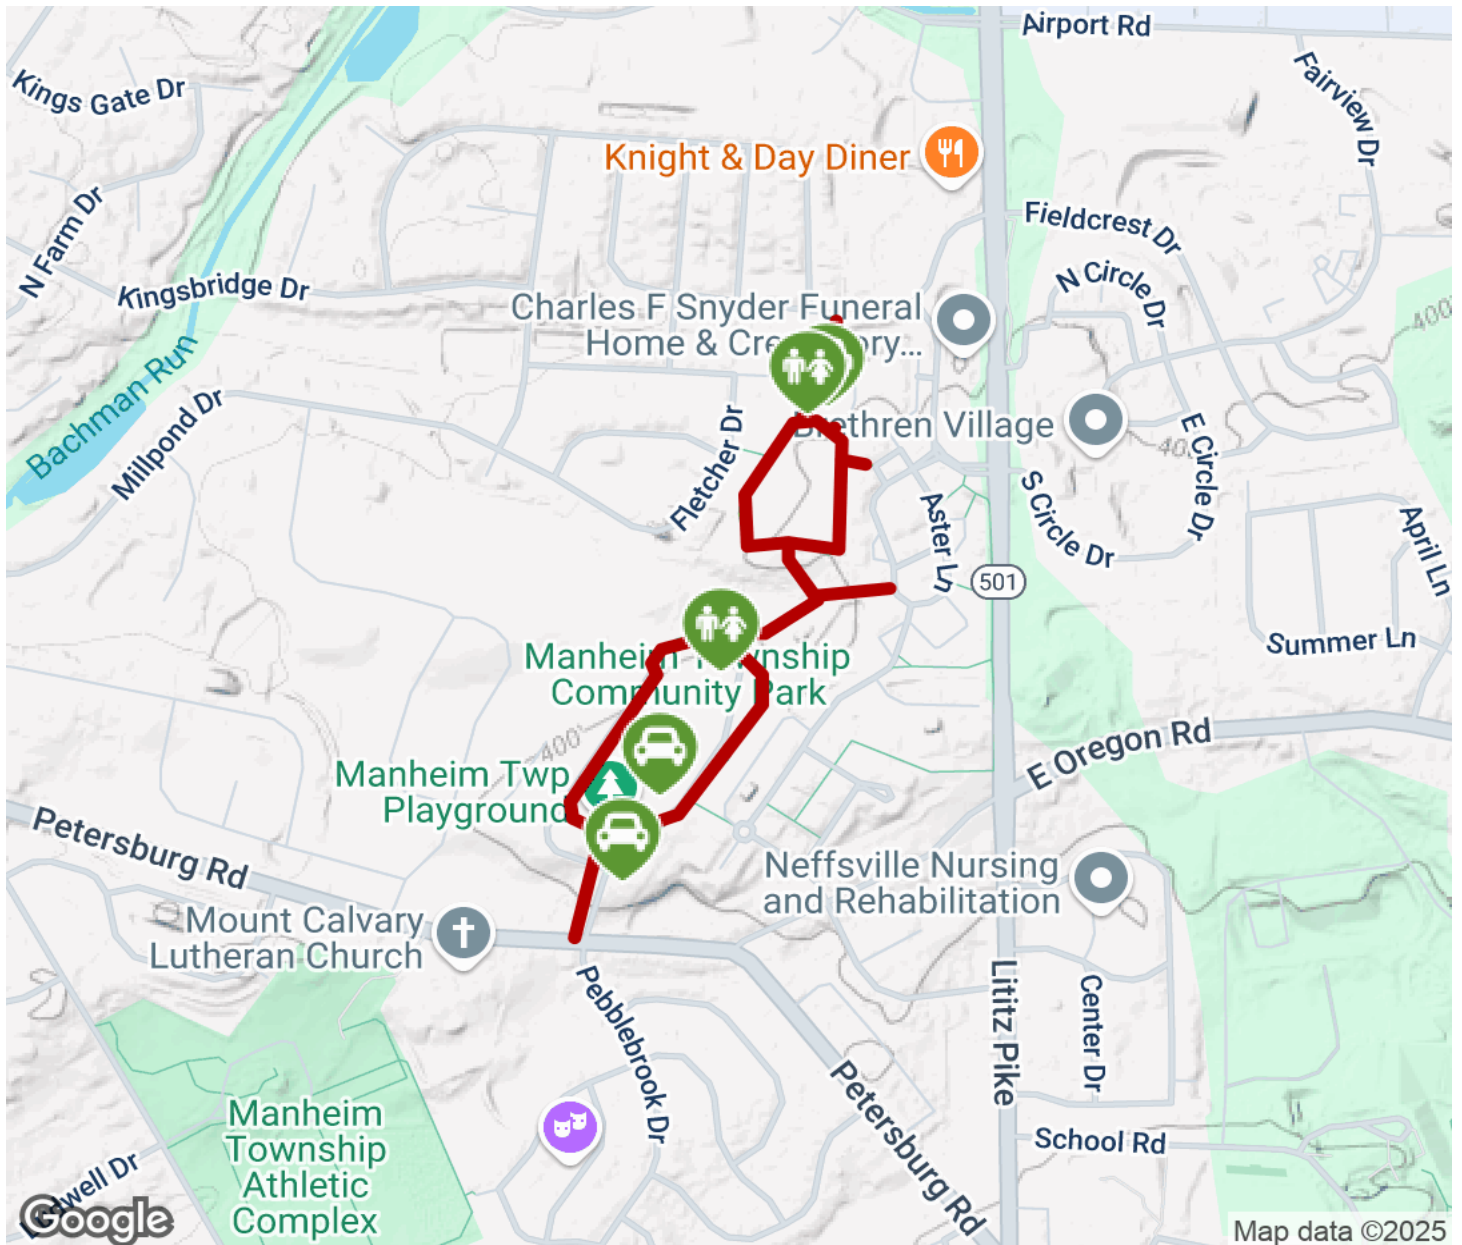 Airport Rd
Kings Gate Dr
Fairview Dr
Knight & Day Diner
N Farm Dr
Fieldcrest Dr
N Circle Dr
Kingsbridge Dr
Charles F Snyder Funeral
Home & Cre ory...
400
Bachman Run
Millpond Dr
Fletcher Dr
Brethren Village
E Circle Dr
Aster Ln
S Circle Dr
April Ln
501
Summer Ln
Manheim Township
Community Park
400'
E Oregon Rd
Manheim Twp
Playground
Petersburg Rd
Neffsville Nursing
and Rehabilitation
Mount Calvary
Lutheran Church
Pebblebrook Dr
Lititz Pike
Center Dr
Petersburg Rd
School Rd
Manheim
Township
Athletic
Complex
Google
Map data ©2025